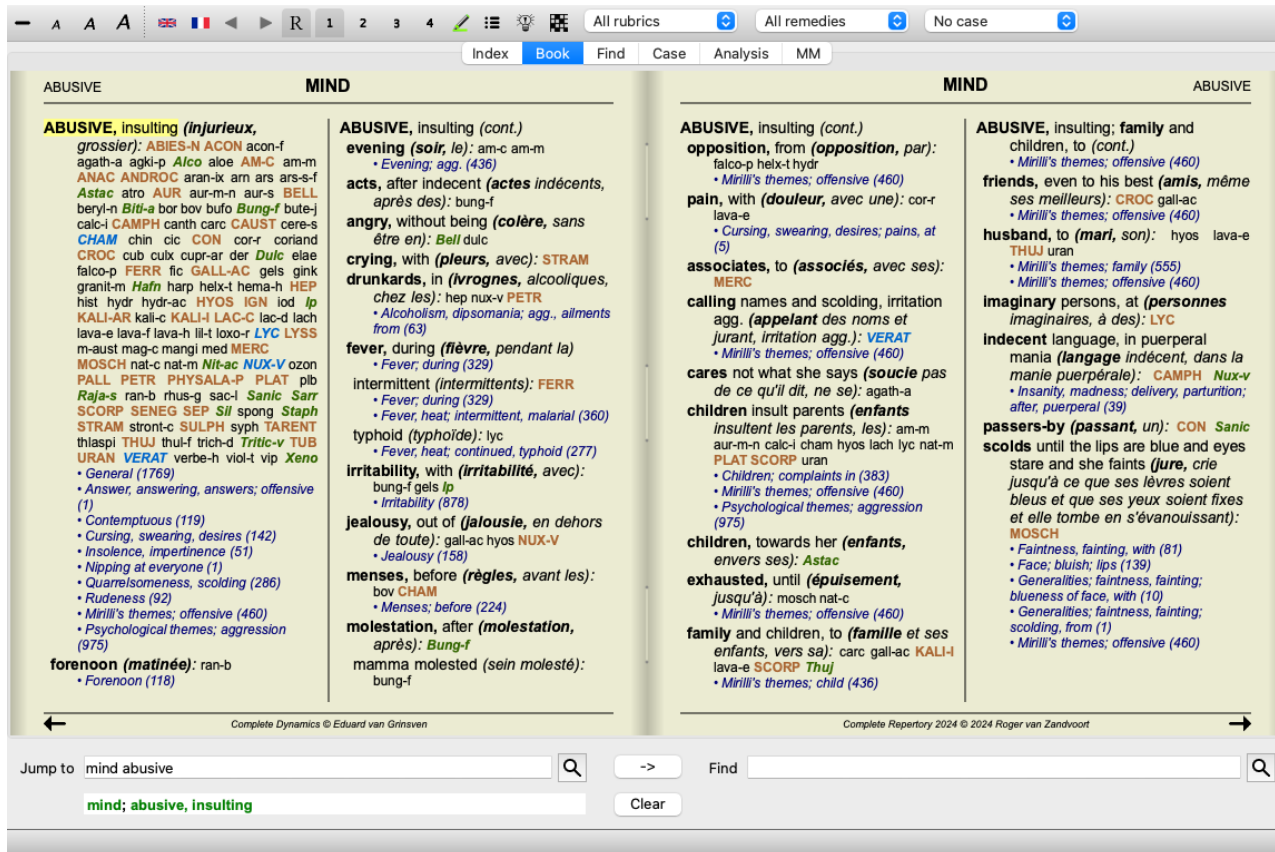 A A A R 1 2 3 4 All rubrics All remedies No case
Index Book Find Case Analysis MM
ABUSIVE MIND
ABUSIVE, insulting (injurieux,
grossier): ABIES-N ACON acon-f
agath-a agki-p Alco aloe AM-C am-m
ANAC ANDROC aran-ix arn ars ars-s-f
Astac atro AUR aur-m-n aur-s BELL
beryl-n Biti-a bor bov bufo Bung-f bute-j
calc-i CAMPH canth carc CAUST cere-s
CHAM chin cic CON cor-r coriand
CROC cub culx cupr-ar der Dulc elae
falco-p FERR fic GALL-AC gels gink
granit-m Hafn harp helx-t hema-h HEP
hist hydr hydr-ac HYOS IGN iod Ip
KALI-AR kali-c KALI-I LAC-C lac-d lach
lava-e lava-f lava-h lil-t loxo-r LYC LYSS
m-aust mag-c mangi med MERC
MOSCH nat-c nat-m Nit-ac NUX-V ozon
PALL PETR PHYSALA-P PLAT plb
Raja-s ran-b rhus-g sac-l Sanic Sarr
SCORP SENEG SEP Sil spong Staph
STRAM stront-c SULPH syph TARENT
thlaspi THUJ thul-f trich-d Tritic-v TUB
URAN VERAT verbe-h viol-t vip Xeno
• General (1769)
• Answer, answering, answers; offensive
(1)
• Contemptuous (119)
• Cursing, swearing, desires (142)
• Insolence, impertinence (51)
• Nipping at everyone (1)
• Quarrelsomeness, scolding (286)
• Rudeness (92)
• Mirilli's themes; offensive (460)
• Psychological themes; aggression
(975)
forenoon (matinée): ran-b
• Forenoon (118)
ABUSIVE, insulting (cont.)
evening (soir, le): am-c am-m
• Evening; agg. (436)
acts, after indecent (actes indécents,
après des): bung-f
angry, without being (colère, sans
être en): Bell dulc
crying, with (pleurs, avec): STRAM
drunkards, in (ivrognes, alcooliques,
chez les): hep nux-v PETR
• Alcoholism, dipsomania; agg., ailments
from (63)
fever, during (fièvre, pendant la)
• Fever; during (329)
intermittent (intermittents): FERR
• Fever; during (329)
• Fever, heat; intermittent, malarial (360)
typhoid (typhoïde): lyc
• Fever, heat; continued, typhoid (277)
irritability, with (irritabilité, avec):
bung-f gels Ip
• Irritability (878)
jealousy, out of (jalousie, en dehors
de toute): gall-ac hyos NUX-V
• Jealousy (158)
menses, before (règles, avant les):
bov CHAM
• Menses; before (224)
molestation, after (molestation,
après): Bung-f
mamma molested (sein molesté):
bung-f
Complete Dynamics © Eduard van Grinsven
MIND ABUSIVE
ABUSIVE, insulting (cont.)
opposition, from (opposition, par):
falco-p helx-t hydr
• Mirilli's themes; offensive (460)
pain, with (douleur, avec une): cor-r
lava-e
• Cursing, swearing, desires; pains, at
(5)
associates, to (associés, avec ses):
MERC
calling names and scolding, irritation
agg. (appelant des noms et
jurant, irritation agg.): VERAT
• Mirilli's themes; offensive (460)
cares not what she says (soucie pas
de ce qu'il dit, ne se): agath-a
children insult parents (enfants
insultent les parents, les): am-m
aur-m-n calc-i cham hyos lach lyc nat-m
PLAT SCORP uran
• Children; complaints in (383)
• Mirilli's themes; offensive (460)
• Psychological themes; aggression
(975)
children, towards her (enfants,
envers ses): Astac
exhausted, until (épuisement,
jusqu'à): mosch nat-c
• Mirilli's themes; offensive (460)
family and children, to (famille et ses
enfants, vers sa): carc gall-ac KALI-I
lava-e SCORP Thuj
• Mirilli's themes; child (436)
ABUSIVE, insulting; family and
children, to (cont.)
• Mirilli's themes; offensive (460)
friends, even to his best (amis, même
ses meilleurs): CROC gall-ac
• Mirilli's themes; offensive (460)
husband, to (mari, son): hyos lava-e
THUJ uran
• Mirilli's themes; family (555)
• Mirilli's themes; offensive (460)
imaginary persons, at (personnes
imaginaires, à des): LYC
indecent language, in puerperal
mania (langage indécent, dans la
manie puerpérale): CAMPH Nux-v
• Insanity, madness; delivery, parturition;
after, puerperal (39)
passers-by (passant, un): CON Sanic
scolds until the lips are blue and eyes
stare and she faints (jure, crie
jusqu'à ce que ses lèvres soient
bleus et que ses yeux soient fixes
et elle tombe en s'évanouissant):
MOSCH
• Faintness, fainting, with (81)
• Face; bluish; lips (139)
• Generalities; faintness, fainting;
blueness of face, with (10)
• Generalities; faintness, fainting;
scolding, from (1)
• Mirilli's themes; offensive (460)
Complete Repertory 2024 © 2024 Roger van Zandvoort
Jump to mind abusive -> Find
mind; abusive, insulting Clear